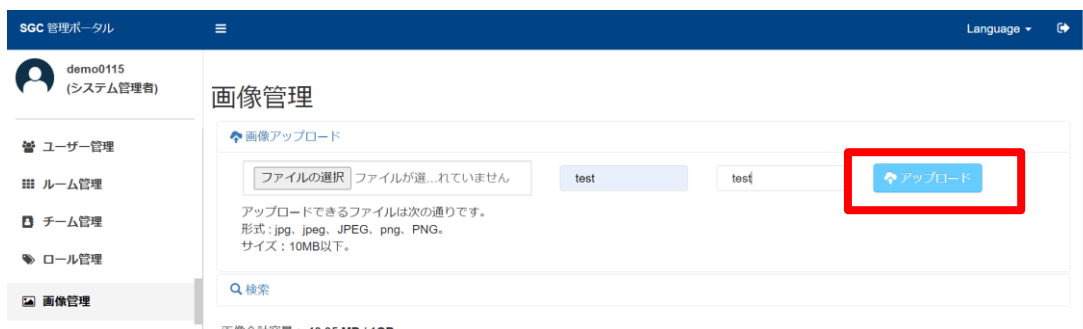 SGC 管理ポータル
Language
demo0115
(システム管理者)
画像管理
画像アップロード
ユーザー管理
ファイルの選択 ファイルが選...れていません test test アップロード
ルーム管理
アップロードできるファイルは次の通りです。
チーム管理
形式 : jpg、jpeg、JPEG、png、PNG。
サイズ：10MB以下。
ロール管理
検索
画像管理